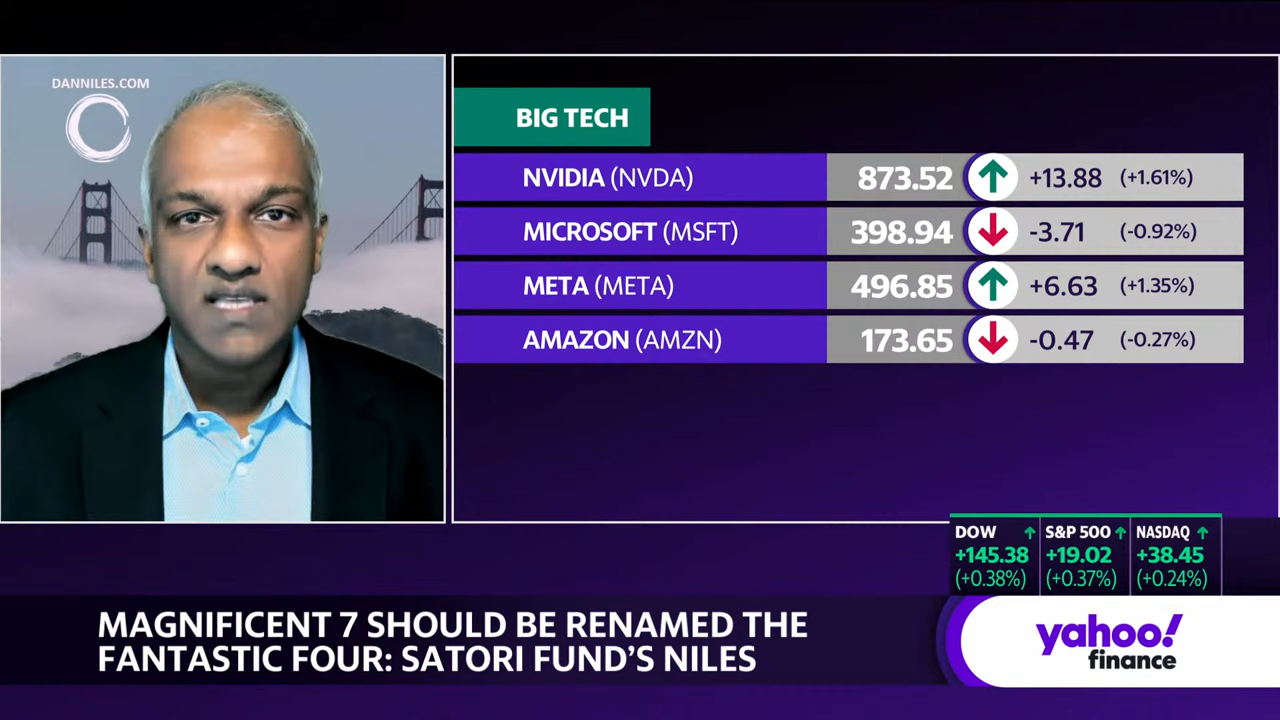 DANNILES.COM
BIG TECH
NVIDIA (NVDA) 873.52 +13.88 (+1.61%)
MICROSOFT (MSFT) 398.94 -3.71 (-0.92%)
META (META) 496.85 +6.63 (+1.35%)
AMAZON (AMZN) 173.65 -0.47 (-0.27%)
DOW S&P 500 NASDAQ
+145.38 +19.02 +38.45
(+0.38%) (+0.37%) (+0.24%)
MAGNIFICENT 7 SHOULD BE RENAMED THE
FANTASTIC FOUR: SATORI FUND'S NILES
yahoo!
finance